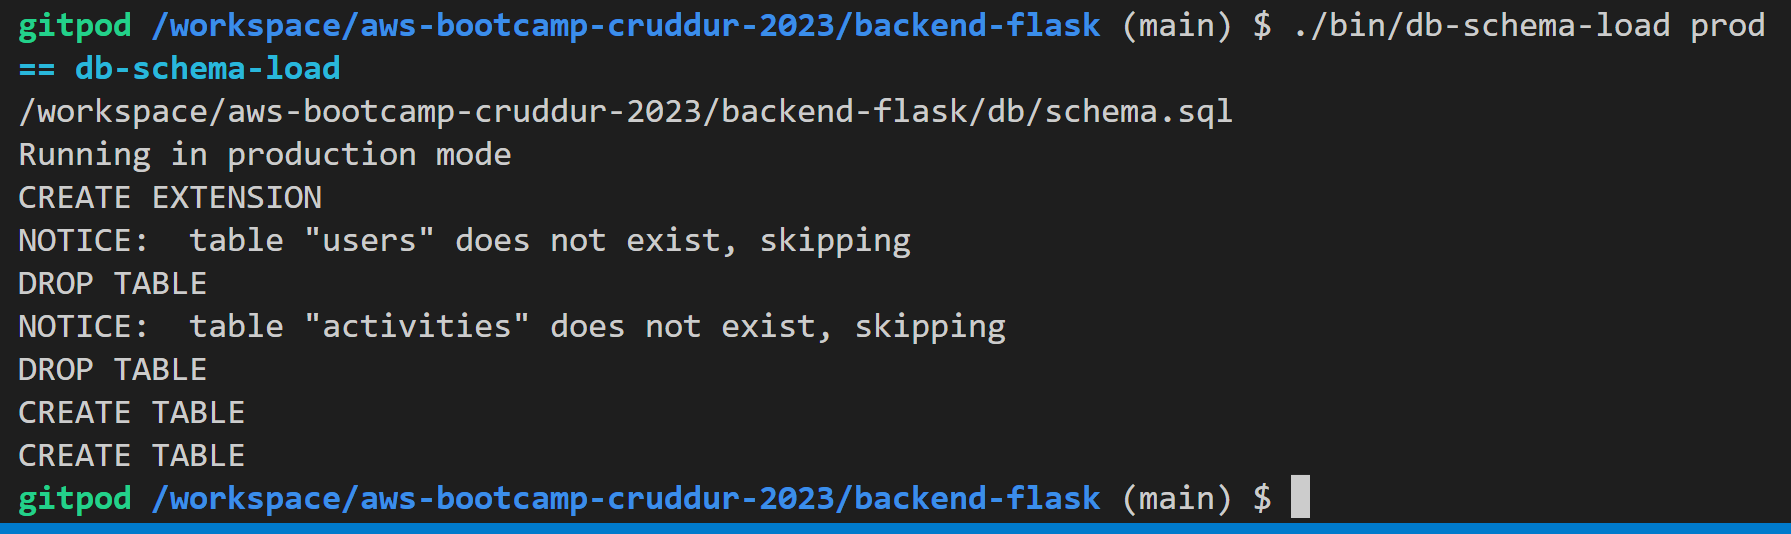 gitpod /workspace/aws-bootcamp-cruddur-2023/backend-flask (main) $ ./bin/db-schema-load prod
== db-schema-load
/workspace/aws-bootcamp-cruddur-2023/backend-flask/db/schema.sql
Running in production mode
CREATE EXTENSION
NOTICE:  table "users" does not exist, skipping
DROP TABLE
NOTICE:  table "activities" does not exist, skipping
DROP TABLE
CREATE TABLE
CREATE TABLE
gitpod /workspace/aws-bootcamp-cruddur-2023/backend-flask (main) $